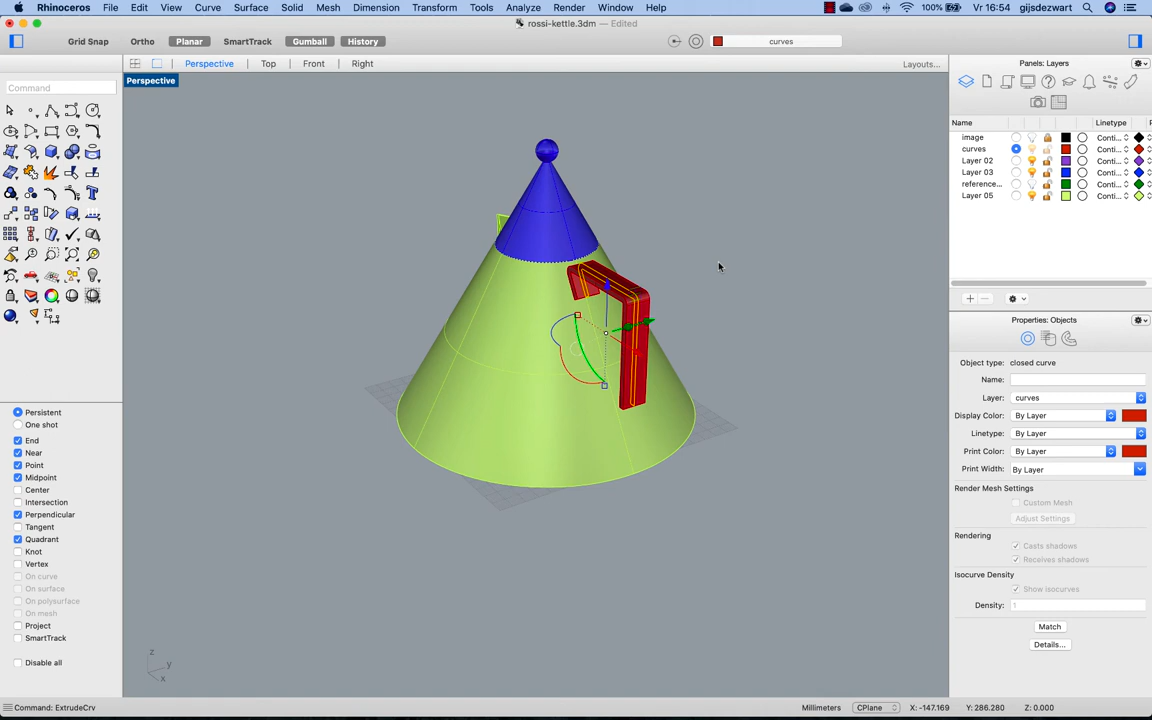 Rhinoceros File Edit View Curve Surface Solid Mesh Dimension Transform Tools Analyze Render Window Help 100% Vr 16:54 gijsdezwart
rossi-kettle.3dm — Edited
Grid Snap Ortho Planar SmartTrack Gumball History curves
Perspective Top Front Right Layouts... Panels: Layers
Perspective
Command
Name Linetype P
image Conti...
curves Conti...
Layer 02 Conti...
Layer 03 Conti...
reference... Conti...
Layer 05 Conti...
Properties: Objects
Object type: closed curve
Name:
Layer: curves
Display Color: By Layer
Linetype: By Layer
Print Color: By Layer
Print Width: By Layer
Render Mesh Settings
Custom Mesh
Adjust Settings
Rendering
Casts shadows
Receives shadows
Isocurve Density
Show isocurves
Density: 1
Match
Details...
Persistent
One shot
End
Near
Point
Midpoint
Center
Intersection
Perpendicular
Tangent
Quadrant
Knot
Vertex
On curve
On surface
On polysurface
On mesh
Project
SmartTrack
Disable all
z
y
x
Command: ExtrudeCrv Millimeters CPlane X: -147.169 Y: 286.280 Z: 0.000